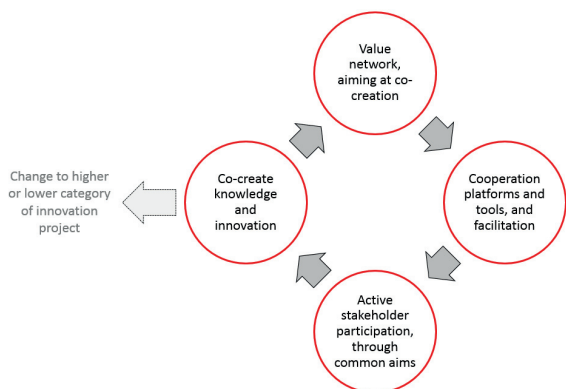 Value
network,
aiming at co-
creation
Change to higher
or lower category
of innovation
project
Co-create
knowledge
and
innovation
Cooperation
platforms and
tools, and
facilitation
Active
stakeholder
participation,
through
common aims